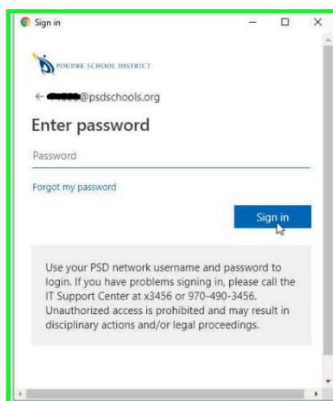 Sign in
POUDRE SCHOOL DISTRICT
@psdschools.org
Enter password
Password
Forgot my password
Sign in
Use your PSD network username and password to
login. If you have problems signing in, please call the
IT Support Center at x3456 or 970-490-3456.
Unauthorized access is prohibited and may result in
disciplinary actions and/or legal proceedings.